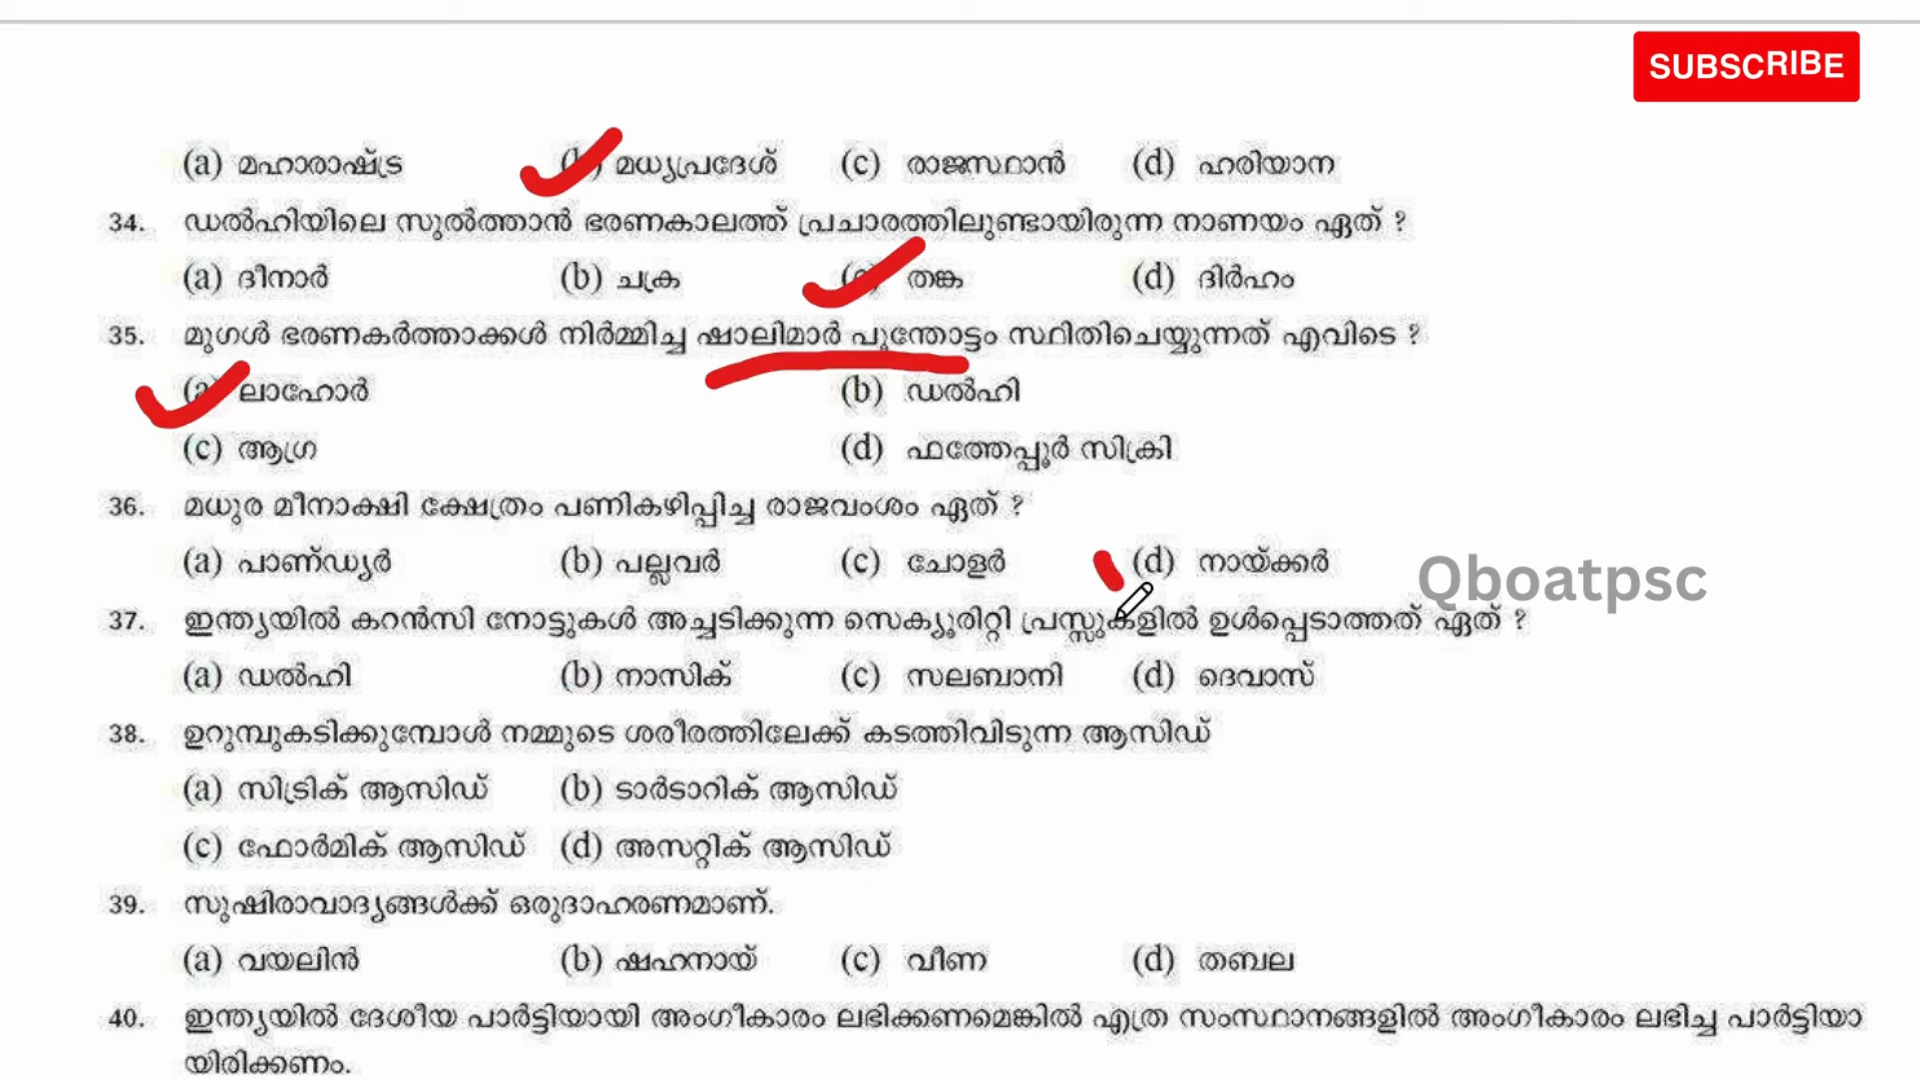 SUBSCRIBE
(a) മഹാരാഷ്ട്ര (b) മധ്യപ്രദേശ് (c) രാജസ്ഥാൻ (d) ഹരിയാന
34. ഡൽഹിയിലെ സുൽത്താൻ ഭരണകാലത്ത് പ്രചാരത്തിലുണ്ടായിരുന്ന നാണയം ഏത് ?
(a) ദീനാർ (b) ചക്ര (c) തങ്ക (d) ദിർഹം
35. മുഗൾ ഭരണകർത്താക്കൾ നിർമ്മിച്ച ഷാലിമാർ പൂന്തോട്ടം സ്ഥിതിചെയ്യുന്നത് എവിടെ ?
(a) ലാഹോർ (b) ഡൽഹി
(c) ആഗ്ര (d) ഫത്തേപ്പൂർ സിക്രി
36. മധുര മീനാക്ഷി ക്ഷേത്രം പണികഴിപ്പിച്ച രാജവംശം ഏത് ?
(a) പാണ്ഡ്യർ (b) പല്ലവർ (c) ചോളർ (d) നായ്ക്കർ
Qboatpsc
37. ഇന്ത്യയിൽ കറൻസി നോട്ടുകൾ അച്ചടിക്കുന്ന സെക്യൂരിറ്റി പ്രസ്സുകളിൽ ഉൾപ്പെടാത്തത് ഏത് ?
(a) ഡൽഹി (b) നാസിക് (c) സലബാനി (d) ദെവാസ്
38. ഉറുമ്പുകടിക്കുമ്പോൾ നമ്മുടെ ശരീരത്തിലേക്ക് കടത്തിവിടുന്ന ആസിഡ്
(a) സിട്രിക് ആസിഡ് (b) ടാർടാറിക് ആസിഡ്
(c) ഫോർമിക് ആസിഡ് (d) അസറ്റിക് ആസിഡ്
39. സുഷിരാവാദ്യങ്ങൾക്ക് ഒരുദാഹരണമാണ്.
(a) വയലിൻ (b) ഷഹനായ് (c) വീണ (d) തബല
40. ഇന്ത്യയിൽ ദേശീയ പാർട്ടിയായി അംഗീകാരം ലഭിക്കണമെങ്കിൽ എത്ര സംസ്ഥാനങ്ങളിൽ അംഗീകാരം ലഭിച്ച പാർട്ടിയാ
യിരിക്കണം.